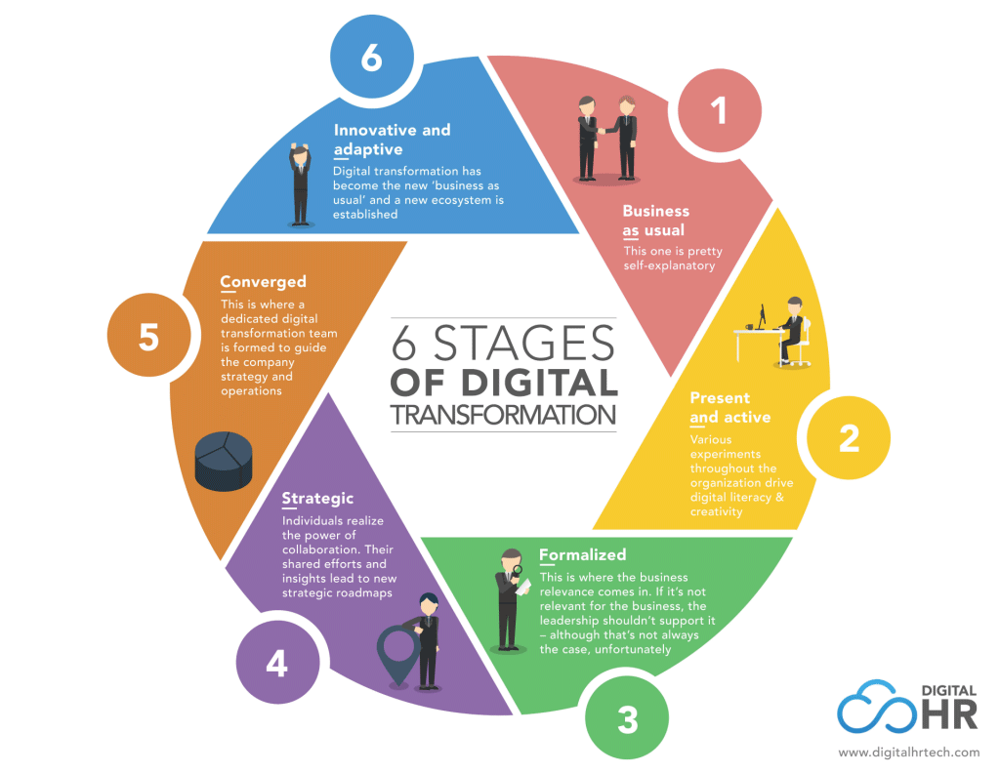 6 STAGES
OF DIGITAL
TRANSFORMATION
1
Business
as usual
This one is pretty
self-explanatory
2
Present
and active
Various
experiments
throughout the
organization drive
digital literacy &
creativity
3
Formalized
This is where the business
relevance comes in. If it's not
relevant for the business, the
leadership shouldn't support it
– although that's not always
the case, unfortunately
4
Strategic
Individuals realize
the power of
collaboration. Their
shared efforts and
insights lead to new
strategic roadmaps
5
Converged
This is where a
dedicated digital
transformation team
is formed to guide
the company
strategy and
operations
6
Innovative and
adaptive
Digital transformation has
become the new 'business as
usual' and a new ecosystem is
established
DIGITAL
HR
www.digitalhrtech.com